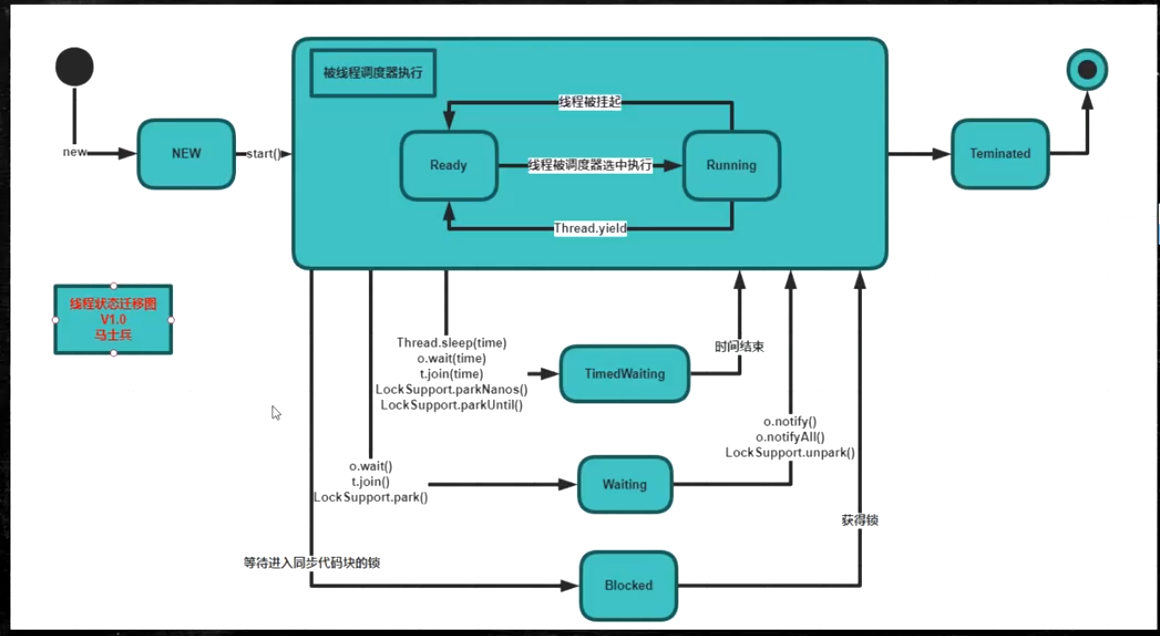 被线程调度器执行
线程被挂起
new
NEW
start()
Ready
线程被调度器选中执行
Running
Teminated
Thread.yield
线程状态迁移图
V1.0
马士兵
Thread.sleep(time)
o.wait(time)
t.join(time)
LockSupport.parkNanos()
LockSupport.parkUntil()
TimedWaiting
时间结束
o.notify()
o.notifyAll()
LockSupport.unpark()
o.wait()
t.join()
LockSupport.park()
Waiting
获得锁
等待进入同步代码块的锁
Blocked